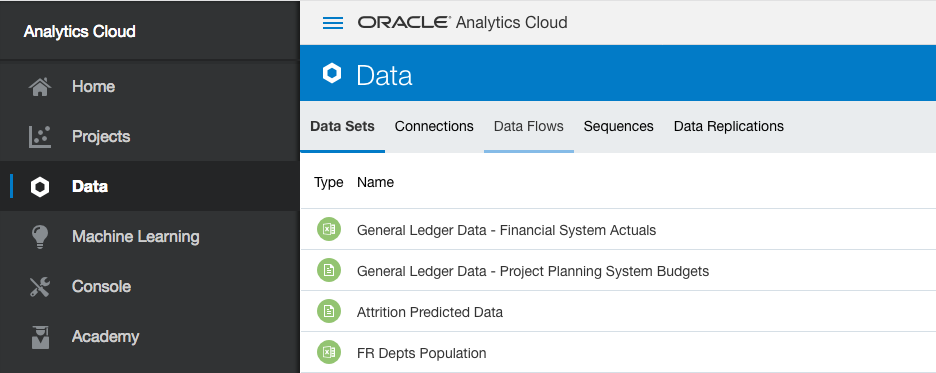 Analytics Cloud
Home
Projects
Data
Machine Learning
Console
Academy
ORACLE Analytics Cloud
Data
Data Sets Connections Data Flows Sequences Data Replications
Type Name
General Ledger Data - Financial System Actuals
General Ledger Data - Project Planning System Budgets
Attrition Predicted Data
FR Depts Population